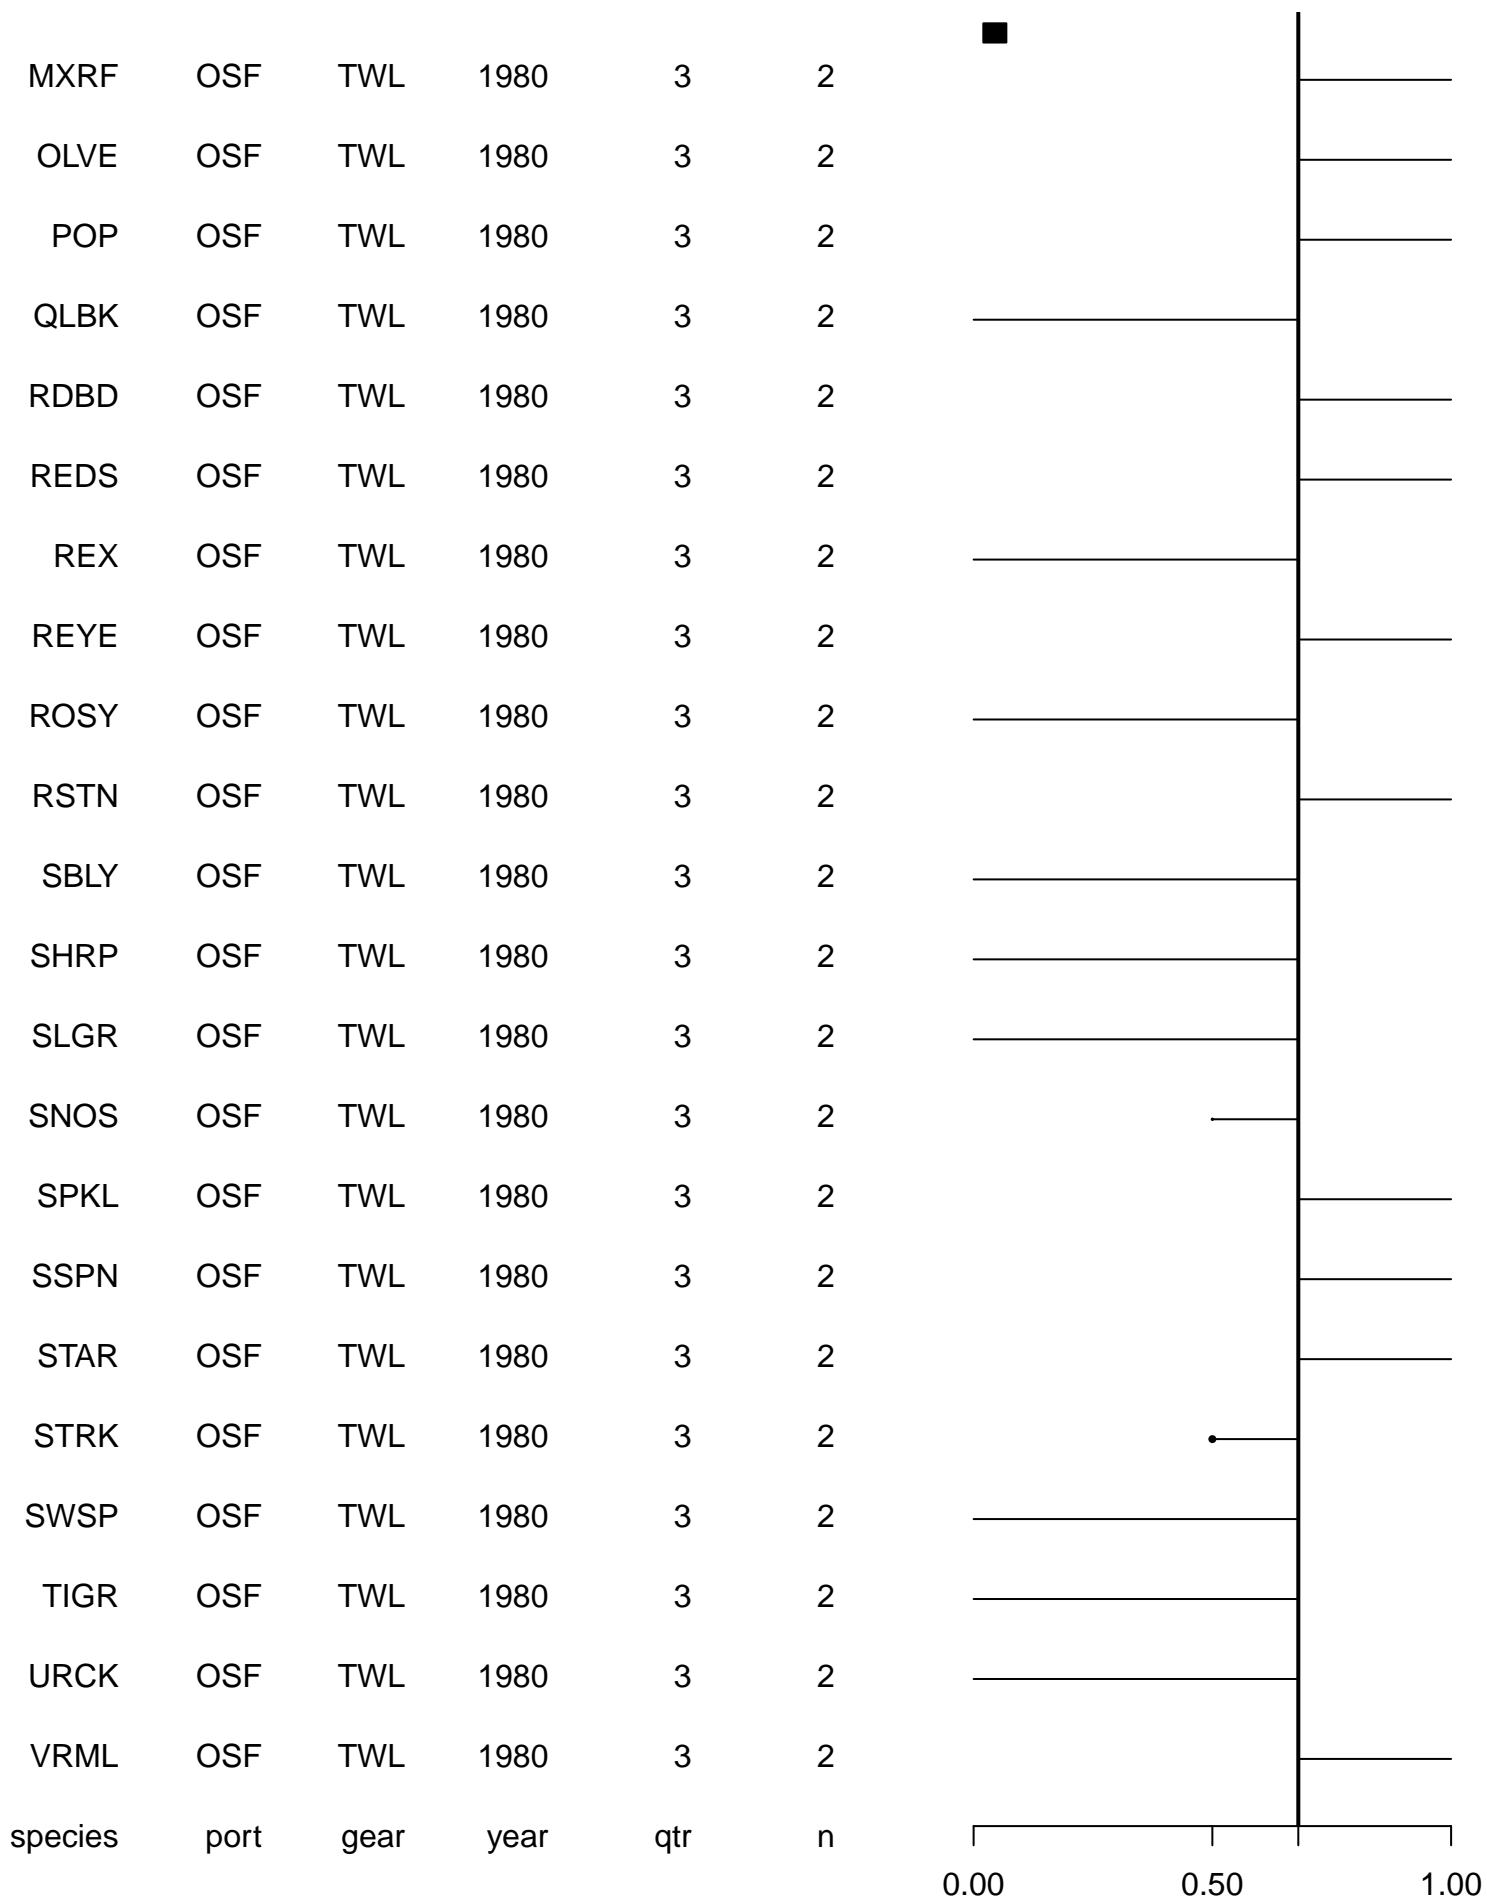 MXRF OSF TWL 1980 3 2
OLVE OSF TWL 1980 3 2
POP OSF TWL 1980 3 2
QLBK OSF TWL 1980 3 2
RDBD OSF TWL 1980 3 2
REDS OSF TWL 1980 3 2
REX OSF TWL 1980 3 2
REYE OSF TWL 1980 3 2
ROSY OSF TWL 1980 3 2
RSTN OSF TWL 1980 3 2
SBLY OSF TWL 1980 3 2
SHRP OSF TWL 1980 3 2
SLGR OSF TWL 1980 3 2
SNOS OSF TWL 1980 3 2
SPKL OSF TWL 1980 3 2
SSPN OSF TWL 1980 3 2
STAR OSF TWL 1980 3 2
STRK OSF TWL 1980 3 2
SWSP OSF TWL 1980 3 2
TIGR OSF TWL 1980 3 2
URCK OSF TWL 1980 3 2
VRML OSF TWL 1980 3 2
species port gear year qtr n
0.00 0.50 1.00